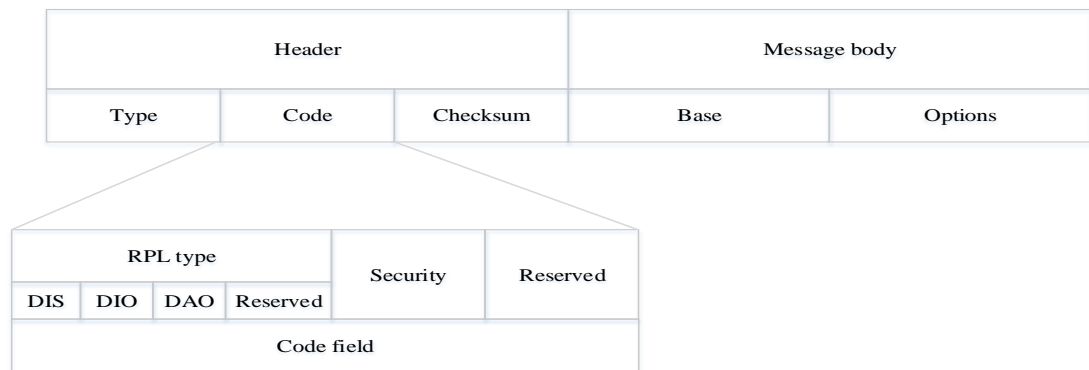 Header
Message body
Type
Code
Checksum
Base
Options
RPL type
Security
Reserved
DIS
DIO
DAO
Reserved
Code field